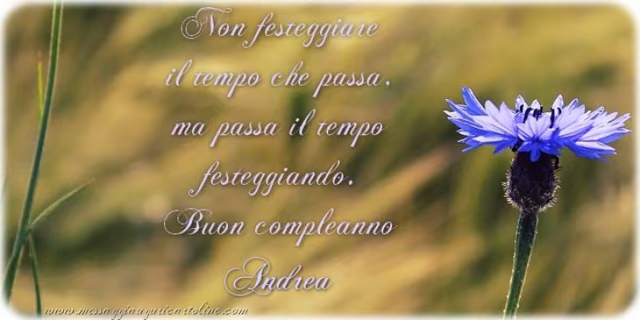 Non festeggiare
il tempo che passa,
ma passa il tempo
festeggiando.
Buon compleanno
Andrea
www.messaggiauguricartoline.com